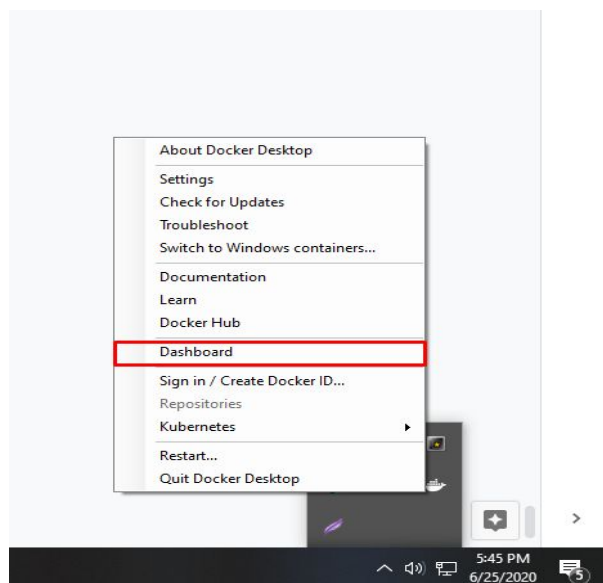 About Docker Desktop
Settings
Check for Updates
Troubleshoot
Switch to Windows containers...
Documentation
Learn
Docker Hub
Dashboard
Sign in / Create Docker ID...
Repositories
Kubernetes
Restart...
Quit Docker Desktop
5:45 PM
6/25/2020
5